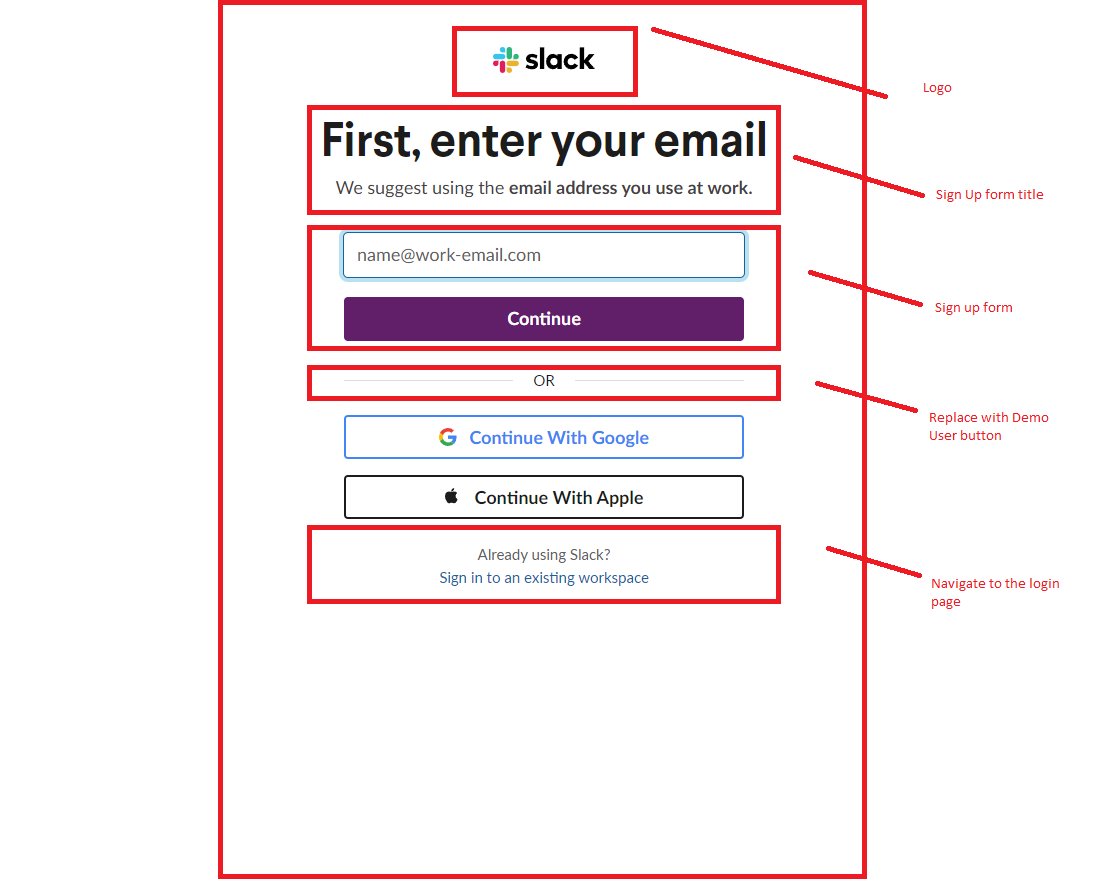 slack
Logo
First, enter your email
We suggest using the email address you use at work.
Sign Up form title
name@work-email.com
Continue
Sign up form
OR
Replace with Demo
User button
Continue With Google
Continue With Apple
Already using Slack?
Sign in to an existing workspace
Navigate to the login
page